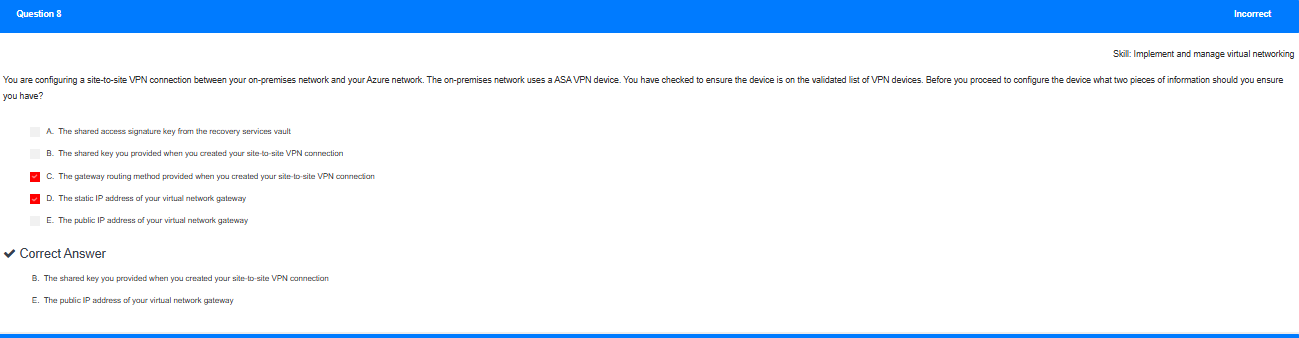 Question 8
Incorrect
Skill: Implement and manage virtual networking
You are configuring a site-to-site VPN connection between your on-premises network and your Azure network. The on-premises network uses a ASA VPN device. You have checked to ensure the device is on the validated list of VPN devices. Before you proceed to configure the device what two pieces of information should you ensure
you have?
A. The shared access signature key from the recovery services vault
B. The shared key you provided when you created your site-to-site VPN connection
C. The gateway routing method provided when you created your site-to-site VPN connection
D. The static IP address of your virtual network gateway
E. The public IP address of your virtual network gateway
Correct Answer
B. The shared key you provided when you created your site-to-site VPN connection
E. The public IP address of your virtual network gateway